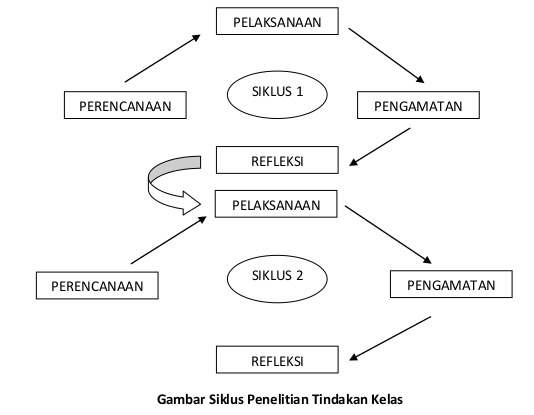 PELAKSANAAN
SIKLUS 1
PERENCANAAN
PENGAMATAN
REFLEKSI
PELAKSANAAN
SIKLUS 2
PERENCANAAN
PENGAMATAN
REFLEKSI
Gambar Siklus Penelitian Tindakan Kelas